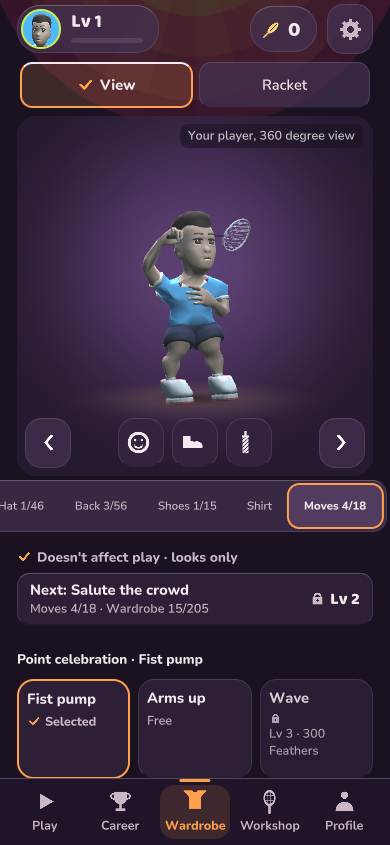 Lv 1
0
View
Racket
Your player, 360 degree view
Hat 1/46
Back 3/56
Shoes 1/15
Shirt
Moves 4/18
Doesn't affect play · looks only
Next: Salute the crowd
Moves 4/18 · Wardrobe 15/205
Lv 2
Point celebration · Fist pump
Fist pump
Selected
Arms up
Free
Wave
Lv 3 · 300
Feathers
Play
Career
Wardrobe
Workshop
Profile